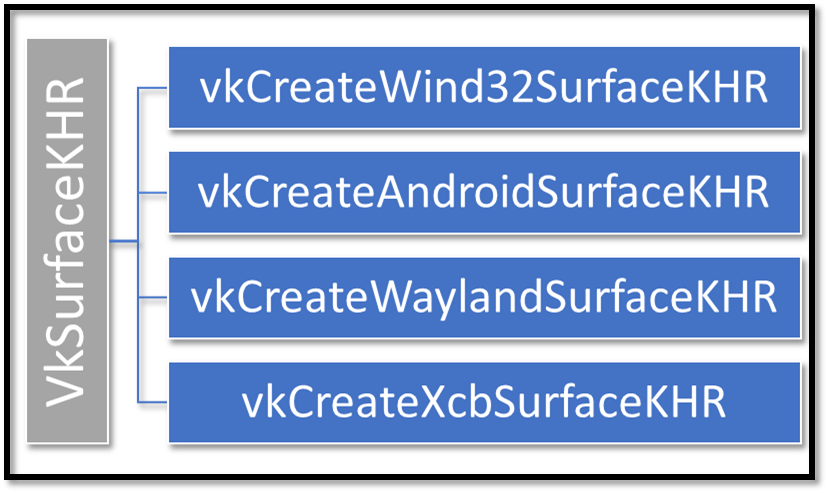 VkSurfaceKHR
vkCreateWind32SurfaceKHR
vkCreateAndroidSurfaceKHR
vkCreateWaylandSurfaceKHR
vkCreateXcbSurfaceKHR